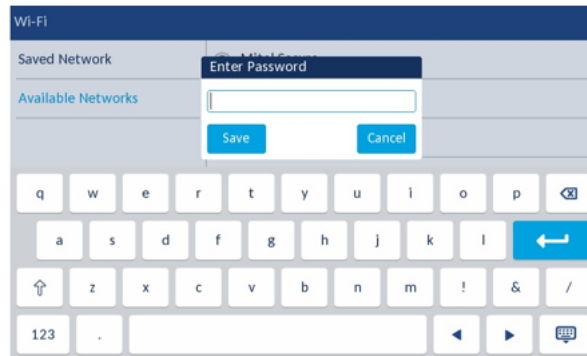 Wi-Fi
Saved Network
Enter Password
Available Networks
Save Cancel
q w e r t y u i o p
a s d f g h j k l
z x c v b n m ! & /
123 .